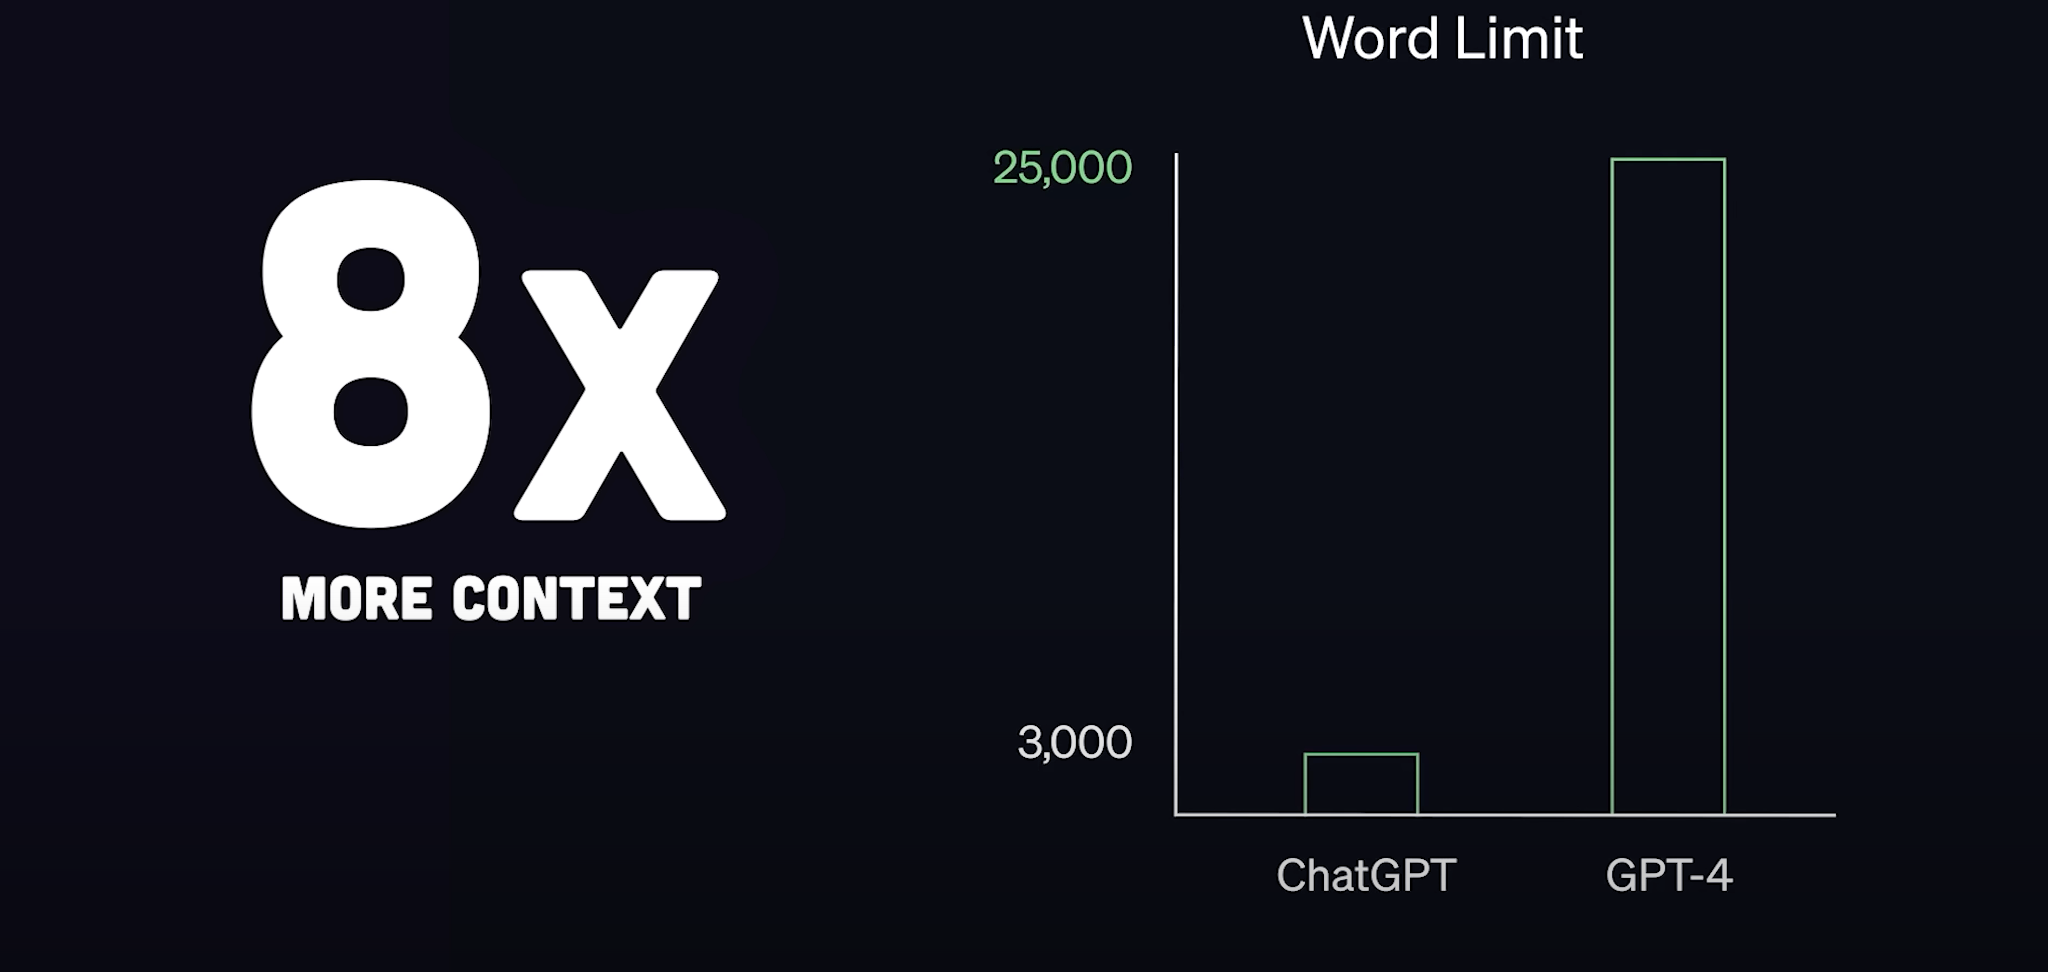 8x
MORE CONTEXT
Word Limit
25,000
3,000
ChatGPT
GPT-4